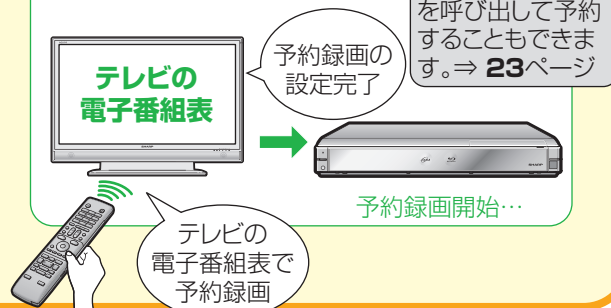 を呼び出して予約
することもできま
す。⇒ 23ページ
予約録画の
設定完了
テレビの
電子番組表
SHARP
SHARP
予約録画開始…
テレビの
電子番組表で
予約録画